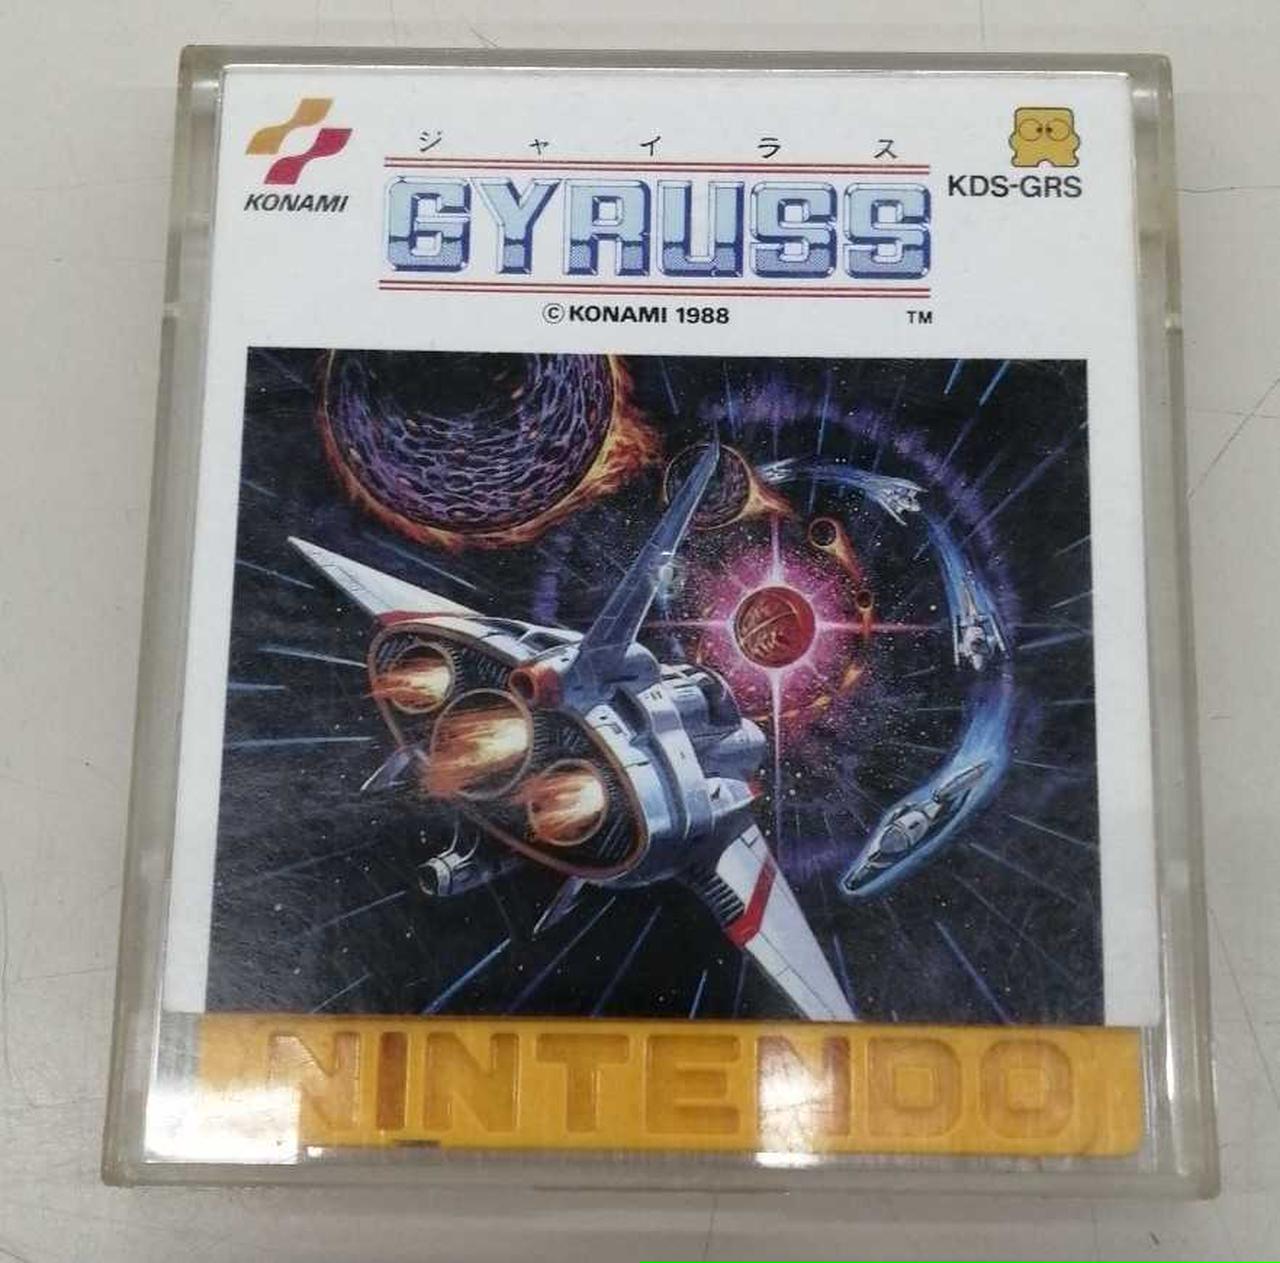 ジャイラス
KONAMI
GYRUSS
KDS-GRS
©KONAMI 1988
TM
NINTENDO